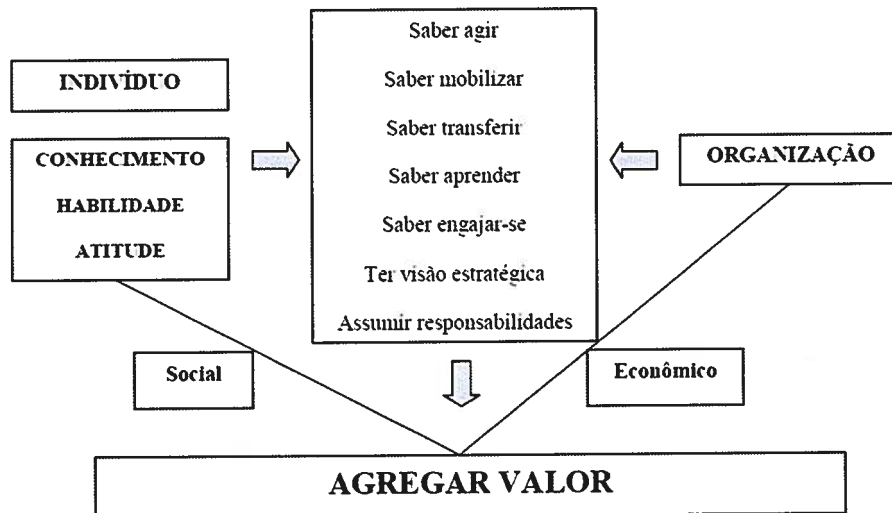 Saber agir
Saber mobilizar
Saber transferir
Saber aprender
Saber engajar-se
Ter visão estratégica
Assumir responsabilidades
INDIVÍDUO
CONHECIMENTO
HABILIDADE
ATITUDE
ORGANIZAÇÃO
Social
Econômico
AGREGAR VALOR